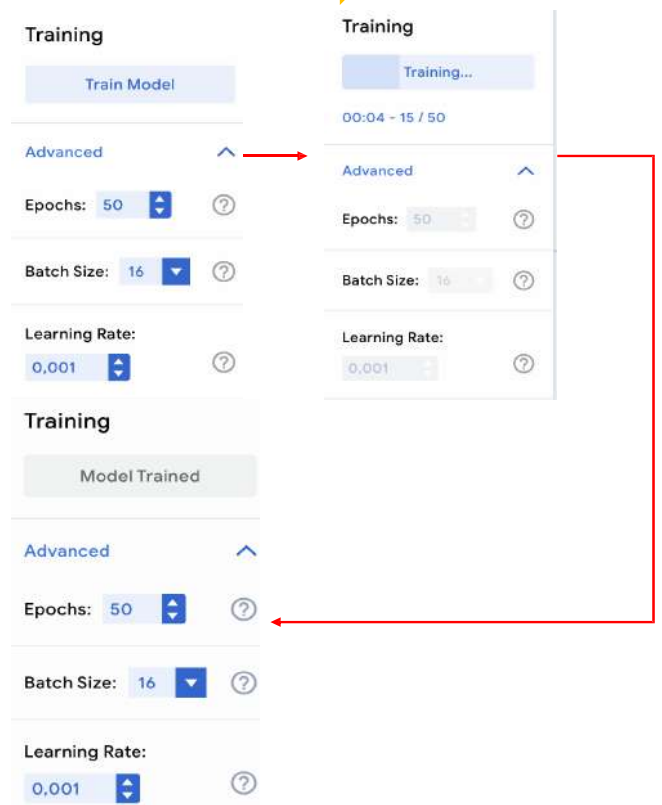 Training
Train Model
Advanced
Epochs: 50
Batch Size: 16
Learning Rate:
0,001
Training
Training...
00:04 - 15 / 50
Advanced
Epochs: 50
Batch Size: 16
Learning Rate:
0,001
Training
Model Trained
Advanced
Epochs: 50
Batch Size: 16
Learning Rate:
0,001